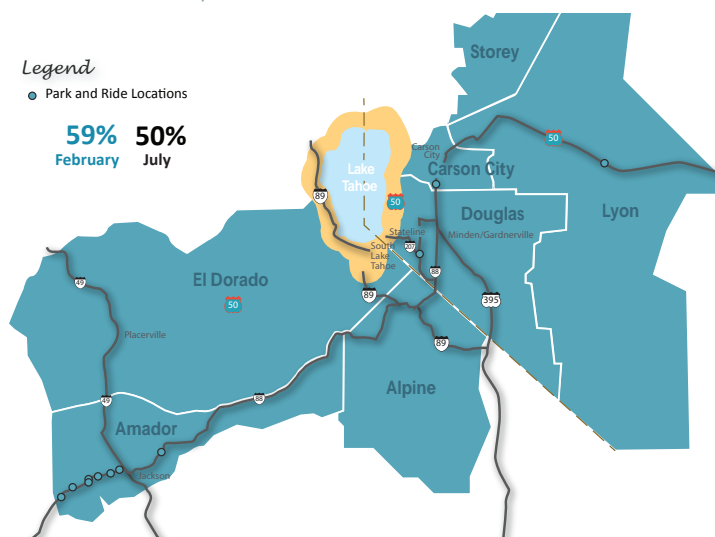 Storey
Legend
Park and Ride Locations
59% 50%
February July
50
Carson
City
Carson City
Lake
Tahoe
89
50
Douglas
Lyon
Stateline
Minden/Gardnerville
207
South
Lake
Tahoe
88
El Dorado
49
50
89
395
Placerville
89
Alpine
88
49
Amador
Jackson